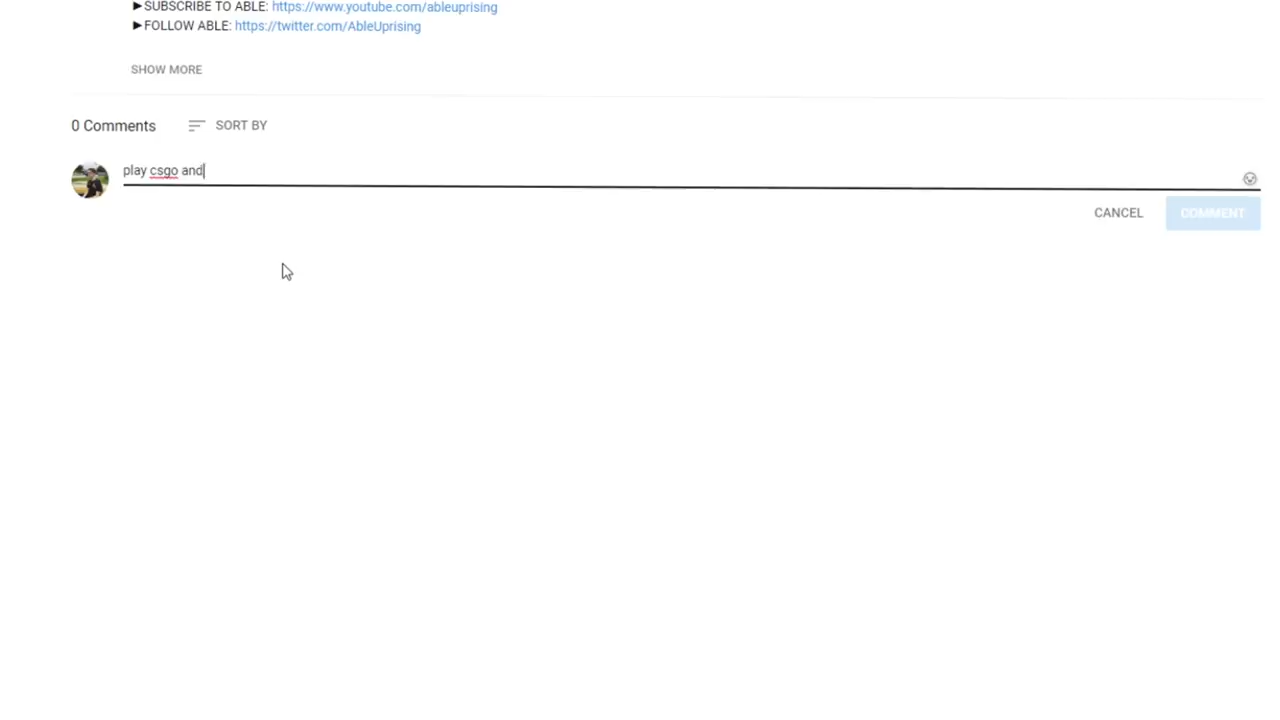 ►SUBSCRIBE TO ABLE: https://www.youtube.com/ableuprising
►FOLLOW ABLE: https://twitter.com/AbleUprising
SHOW MORE
0 Comments SORT BY
play csgo and
CANCEL COMMENT